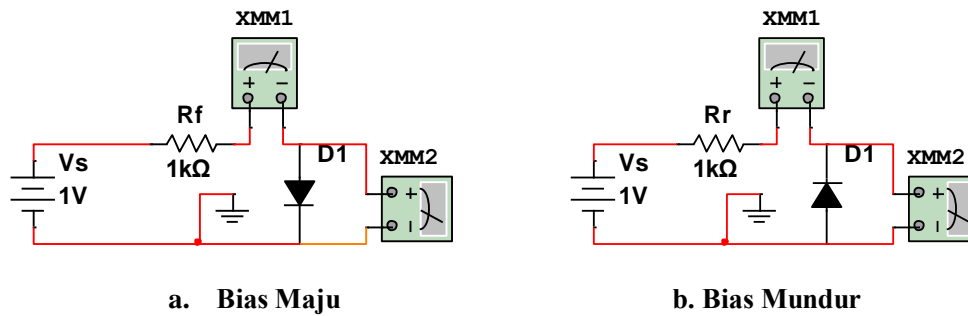 XMM1
Rf
1kΩ
Vs
1V
D1
XMM2
a. Bias Maju
XMM1
Rr
1kΩ
Vs
1V
D1
XMM2
b. Bias Mundur